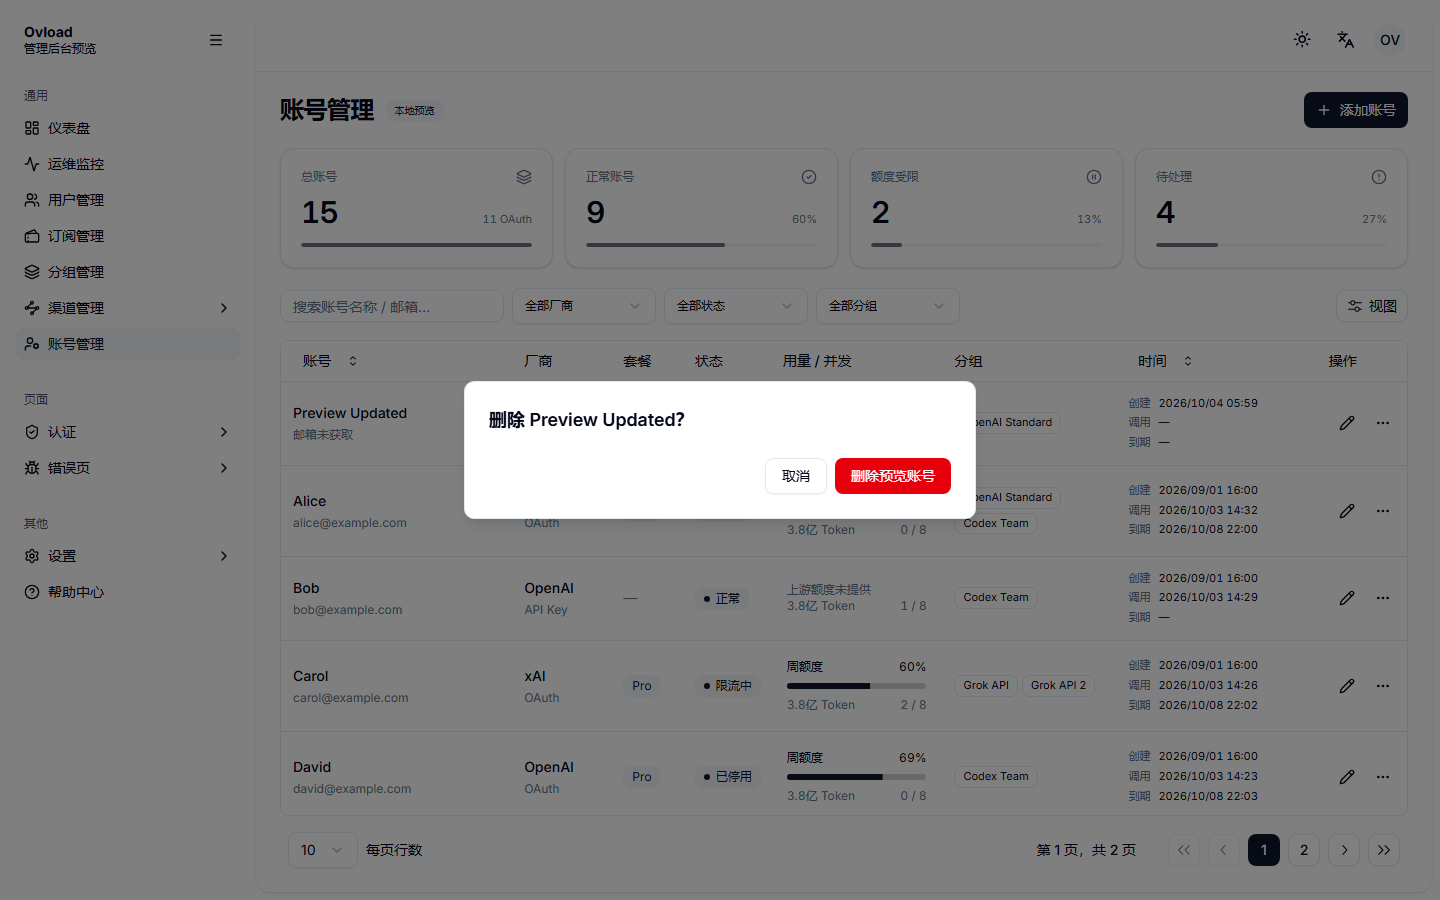 Ovload
管理后台预览
通用
仪表盘
运维监控
用户管理
订阅管理
分组管理
渠道管理
账号管理
页面
认证
错误页
其他
设置
帮助中心
OV
账号管理
本地预览
添加账号
总账号
15
11 OAuth
正常账号
9
60%
额度受限
2
13%
待处理
4
27%
搜索账号名称 / 邮箱...
全部厂商
全部状态
全部分组
视图
账号
厂商
套餐
状态
用量 / 并发
分组
时间
操作
Preview Updated
邮箱未获取
penAI Standard
创建 2026/10/04 05:59
调用 —
到期 —
删除 Preview Updated?
取消
删除预览账号
Alice
alice@example.com
OAuth
3.8亿 Token
0 / 8
penAI Standard
Codex Team
创建 2026/09/01 16:00
调用 2026/10/03 14:32
到期 2026/10/08 22:00
Bob
bob@example.com
OpenAI
API Key
—
正常
上游额度未提供
3.8亿 Token
1 / 8
Codex Team
创建 2026/09/01 16:00
调用 2026/10/03 14:29
到期 —
Carol
carol@example.com
xAI
OAuth
Pro
限流中
周额度
60%
3.8亿 Token
2 / 8
Grok API
Grok API 2
创建 2026/09/01 16:00
调用 2026/10/03 14:26
到期 2026/10/08 22:02
David
david@example.com
OpenAI
OAuth
Pro
已停用
周额度
69%
3.8亿 Token
0 / 8
Codex Team
创建 2026/09/01 16:00
调用 2026/10/03 14:23
到期 2026/10/08 22:03
10
每页行数
第 1 页，共 2 页
1
2